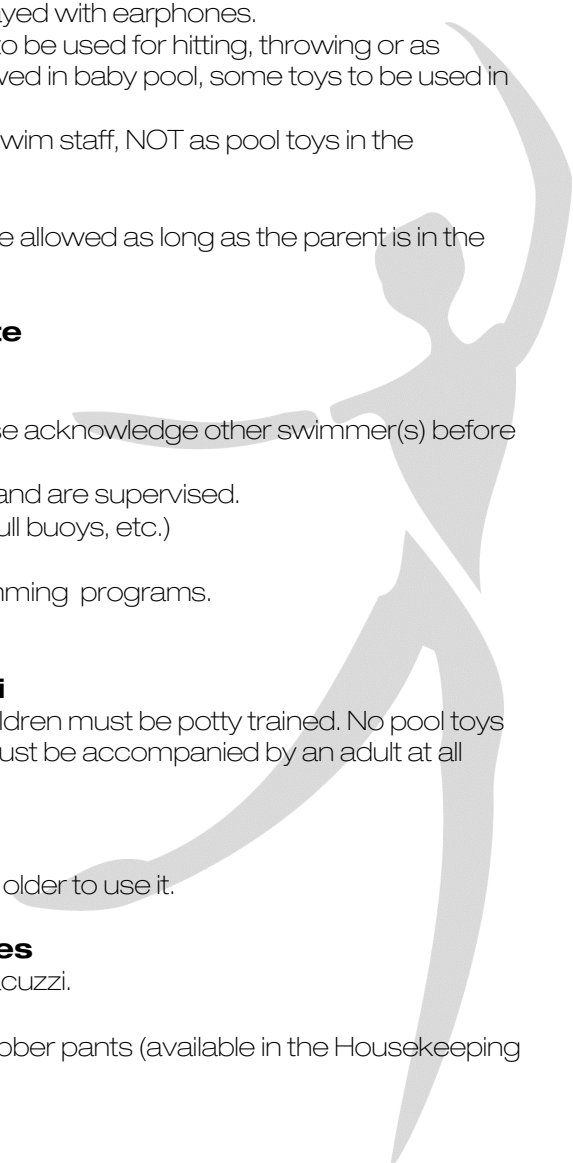 ayed with earphones.
to be used for hitting, throwing or as
wed in baby pool, some toys to be used in
wim staff, NOT as pool toys in the
e allowed as long as the parent is in the
te
se acknowledge other swimmer(s) before
and are supervised.
ull buoys, etc.)
nming programs.
i
ldren must be potty trained. No pool toys
ust be accompanied by an adult at all
older to use it.
es
cuzzi.
bber pants (available in the Housekeeping